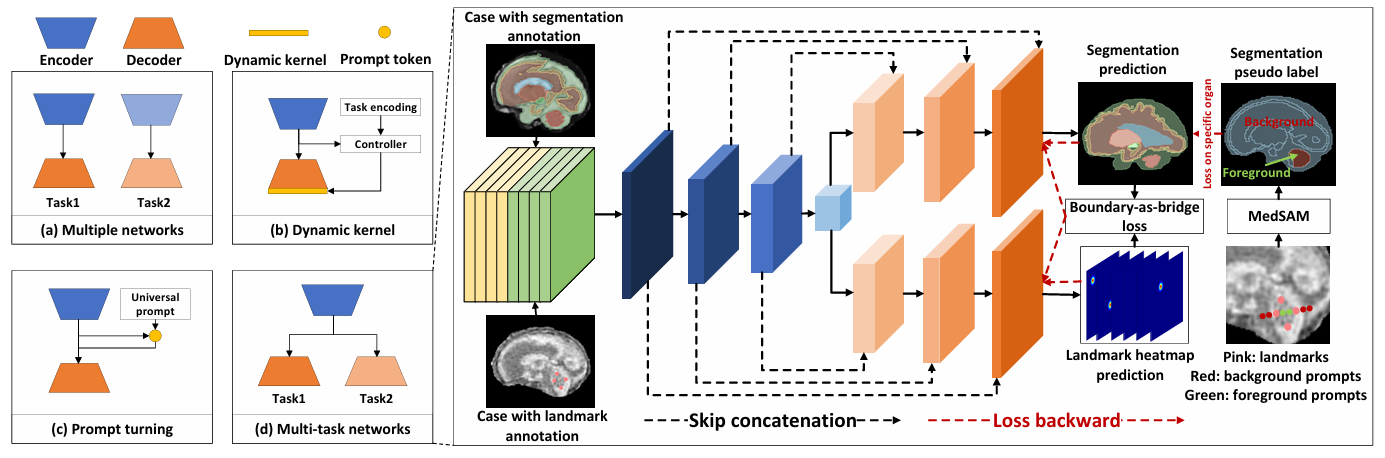 Encoder
Decoder
Dynamic kernel
Prompt token
Task1
Task2
(a) Multiple networks
Task encoding
Controller
(b) Dynamic kernel
Universal
prompt
(c) Prompt turning
Task1
Task2
(d) Multi-task networks
Case with segmentation
annotation
Case with landmark
annotation
Skip concatenation
Loss backward
Segmentation
prediction
Boundary-as-bridge
loss
Landmark heatmap
prediction
Loss on specific organ
Segmentation
pseudo label
Background
Foreground
MedSAM
Pink: landmarks
Red: background prompts
Green: foreground prompts